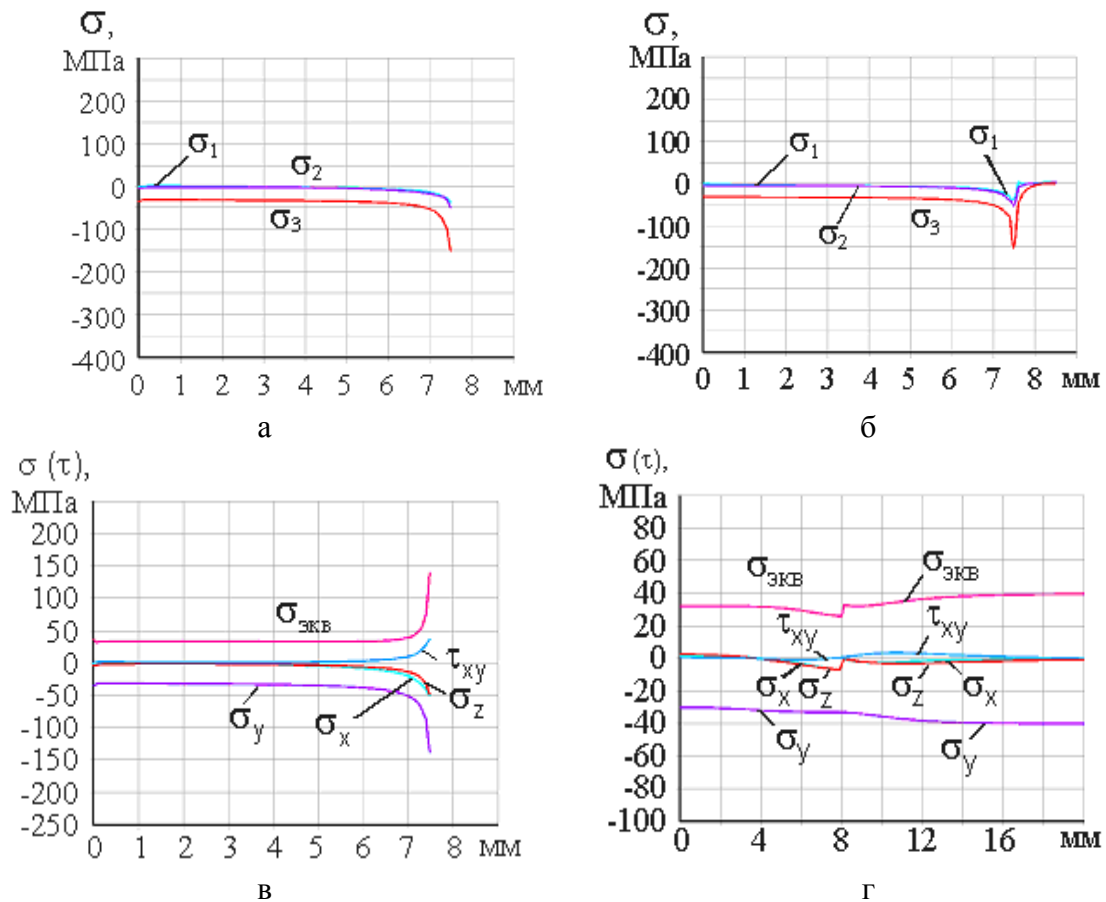 σ,
МПа
200
100
0
-100
-200
-300
-400
σ₁
σ₂
σ₃
0 1 2 3 4 5 6 7 8 мм
а
σ,
МПа
200
100
0
-100
-200
-300
-400
σ₁
σ₁
σ₂
σ₃
0 1 2 3 4 5 6 7 8 мм
б
σ (τ),
МПа
200
150
100
50
0
-50
-100
-150
-200
-250
σэкв
τxy
σy
σx
σz
0 1 2 3 4 5 6 7 8 мм
в
σ (τ),
МПа
80
60
40
20
0
-20
-40
-60
-80
-100
σэкв
σэкв
τxy
τxy
σx
σz
σz
σx
σy
σy
0 4 8 12 16 мм
г